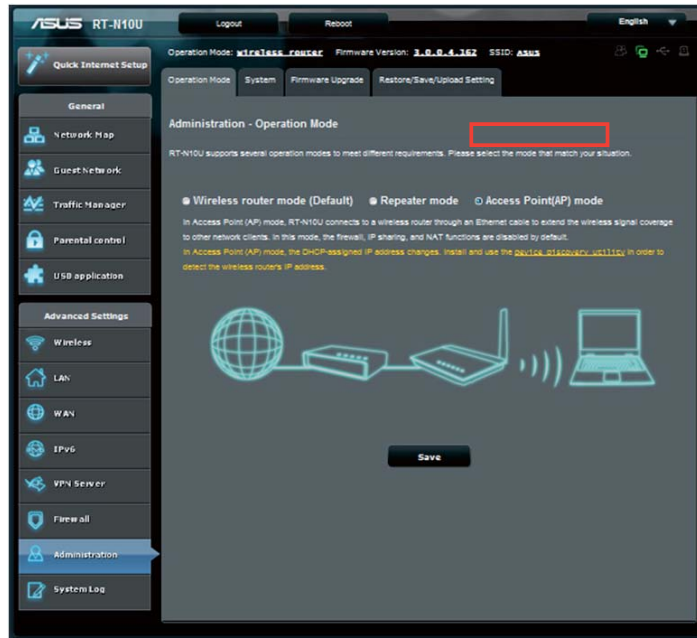 ASUS RT-N10U
Logout
Reboot
English
Operation Mode: wireless router Firmware Version: 3.0.0.4.162 SSID: ASUS
Quick Internet Setup
Operation Mode
System
Firmware Upgrade
Restore/Save/Upload Setting
General
Network Map
Guest Network
Traffic Manager
Parental control
USB application
Advanced Settings
Wireless
LAN
WAN
IPv6
VPN Server
Firewall
Administration
System Log
Administration - Operation Mode
RT-N10U supports several operation modes to meet different requirements. Please select the mode that match your situation.
Wireless router mode (Default)
Repeater mode
Access Point(AP) mode
In Access Point (AP) mode, RT-N10U connects to a wireless router through an Ethernet cable to extend the wireless signal coverage
to other network clients. In this mode, the firewall, IP sharing, and NAT functions are disabled by default.
In Access Point (AP) mode, the DHCP-assigned IP address changes. Install and use the device discovery utility in order to
detect the wireless router's IP address.
Save